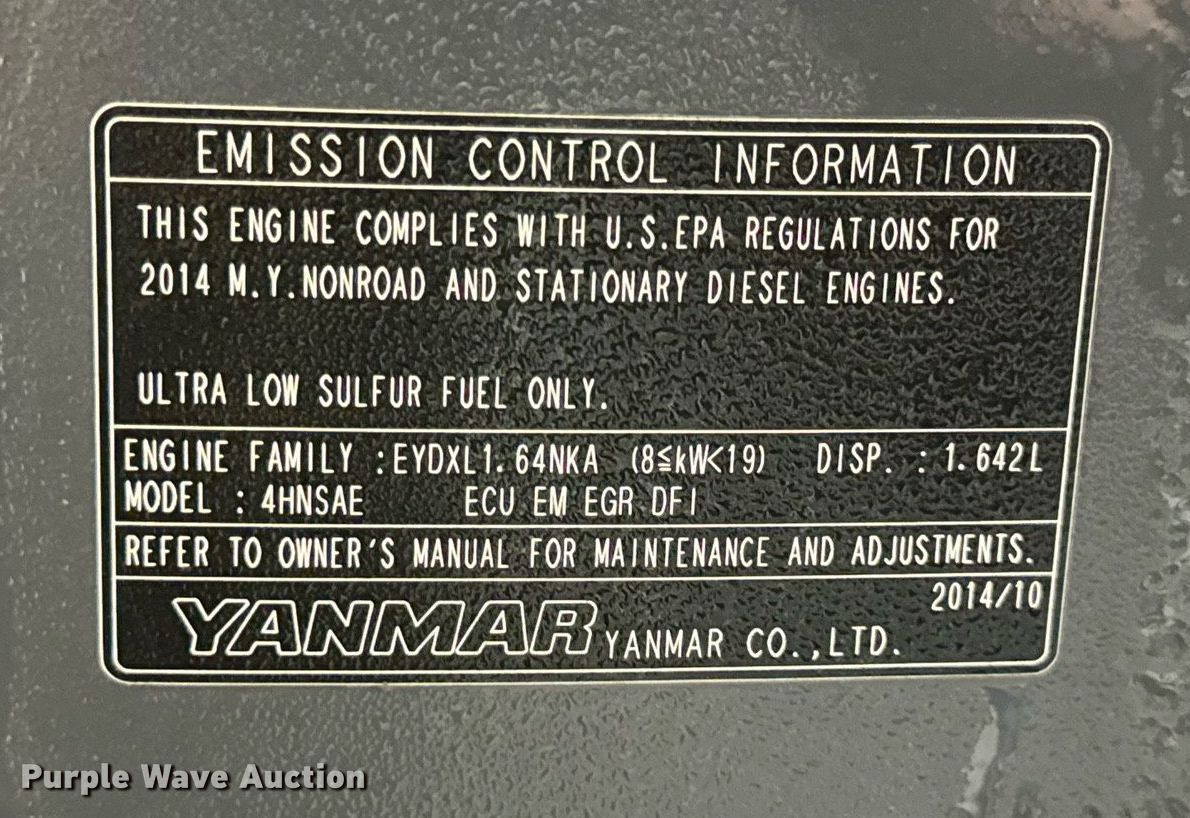 EMISSION CONTROL INFORMATION
THIS ENGINE COMPLIES WITH U.S.EPA REGULATIONS FOR
2014 M.Y.NONROAD AND STATIONARY DIESEL ENGINES.
ULTRA LOW SULFUR FUEL ONLY.
ENGINE FAMILY :EYDXL1.64NKA (8≦kW<19) DISP. : 1.642L
MODEL : 4HNSAE ECU EM EGR DFI
REFER TO OWNER'S MANUAL FOR MAINTENANCE AND ADJUSTMENTS.
2014/10
YANMAR YANMAR CO.,LTD.
Purple Wave Auction